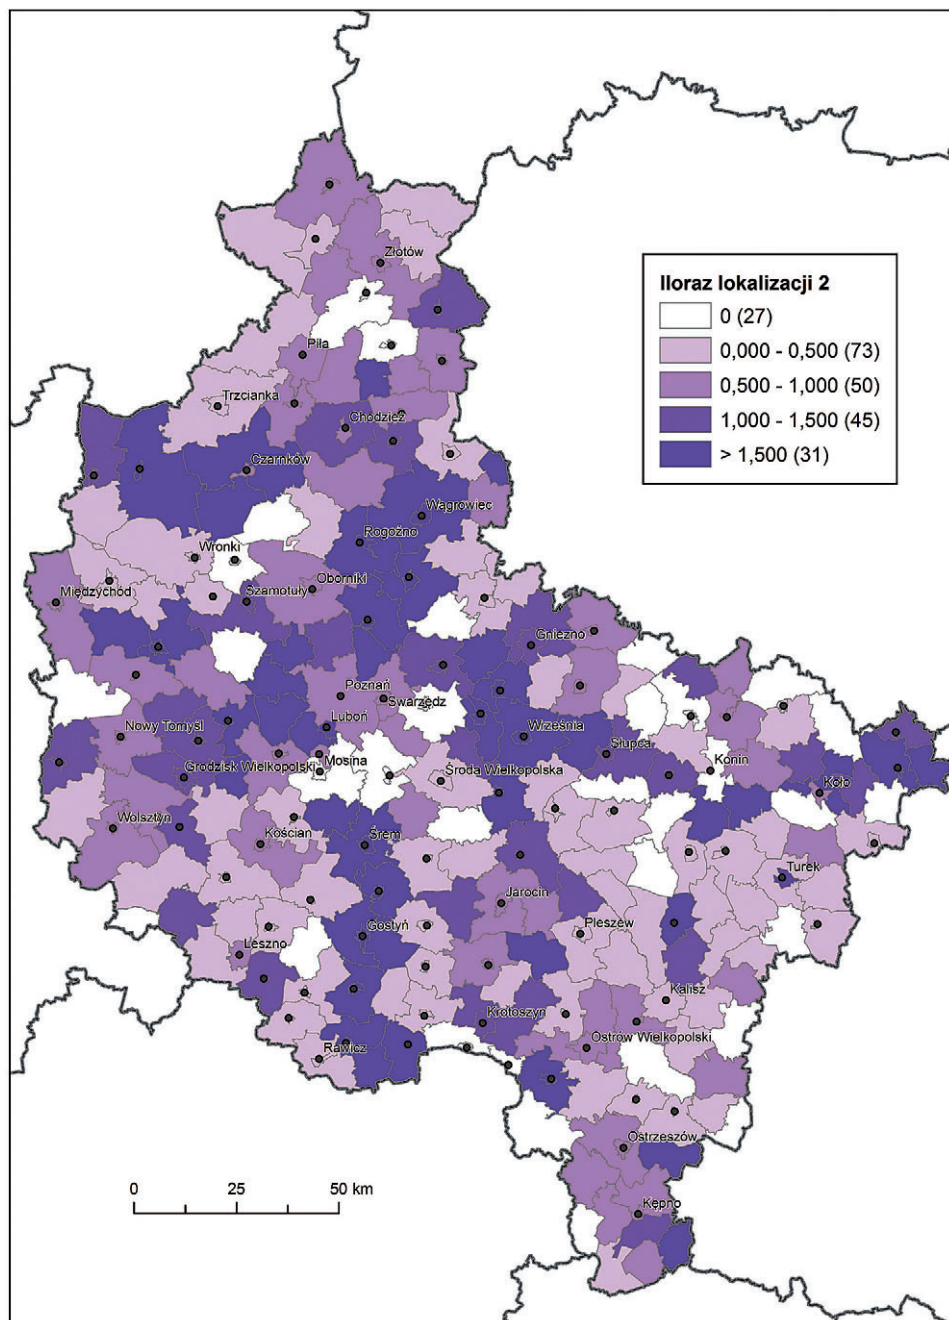 Złotów
Iloraz lokalizacji 2
0 (27)
0,000 - 0,500 (73)
0,500 - 1,000 (50)
1,000 - 1,500 (45)
> 1,500 (31)
Piła
Trzcianka
Chodzież
Czarnków
Wągrowiec
Rogoźno
Wronki
Międzychód
Szamotuły
Oborniki
Gniezno
Poznań
Swarzędz
Nowy Tomyśl
Luboń
Września
Słupca
Mosina
Konin
Grodzisk Wielkopolski
Środa Wielkopolska
Koło
Wolsztyn
Kościan
Śrem
Turek
Jarocin
Gostyń
Pleszew
Leszno
Kalisz
Krotoszyn
Ostrów Wielkopolski
Rawicz
Ostrzeszów
0 25 50 km
Kępno